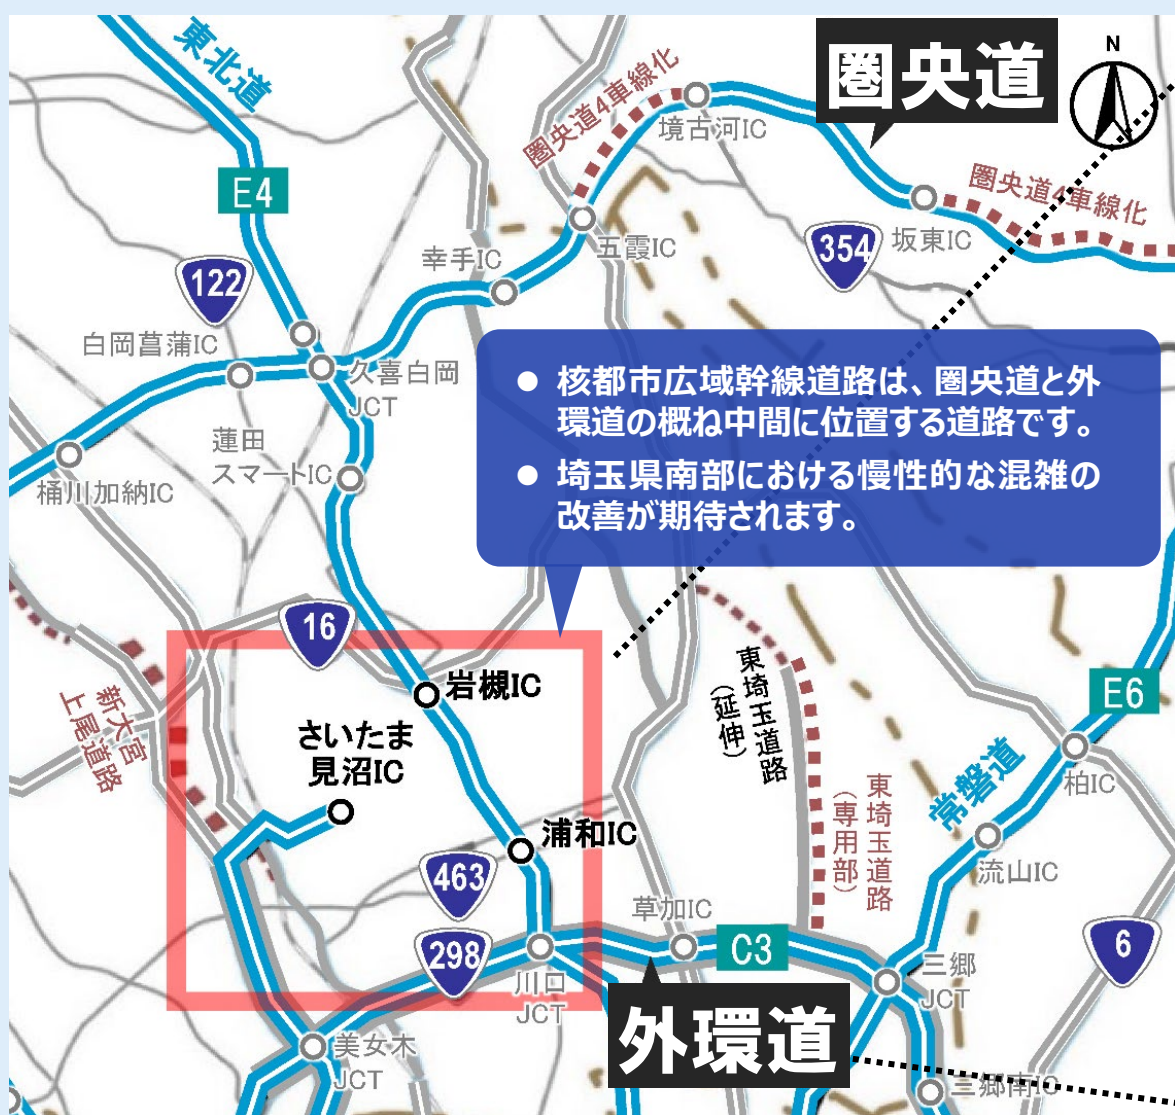 東北道
圏央道4車線化
圏央道
N
境古河IC
E4
圏央道4車線化
354
坂東IC
五霞IC
幸手IC
122
白岡菖蒲IC
久喜白岡
JCT
蓮田
スマートIC
桶川加納IC
● 核都市広域幹線道路は、圏央道と外
環道の概ね中間に位置する道路です。
● 埼玉県南部における慢性的な混雑の
改善が期待されます。
16
岩槻IC
新大宮
上尾道路
さいたま
見沼IC
東埼玉道路
(延伸)
E6
常磐道
柏IC
東埼玉道路
(専用部)
浦和IC
流山IC
463
草加IC
298
C3
6
川口
JCT
三郷
JCT
外環道
美女木
JCT
三郷南IC